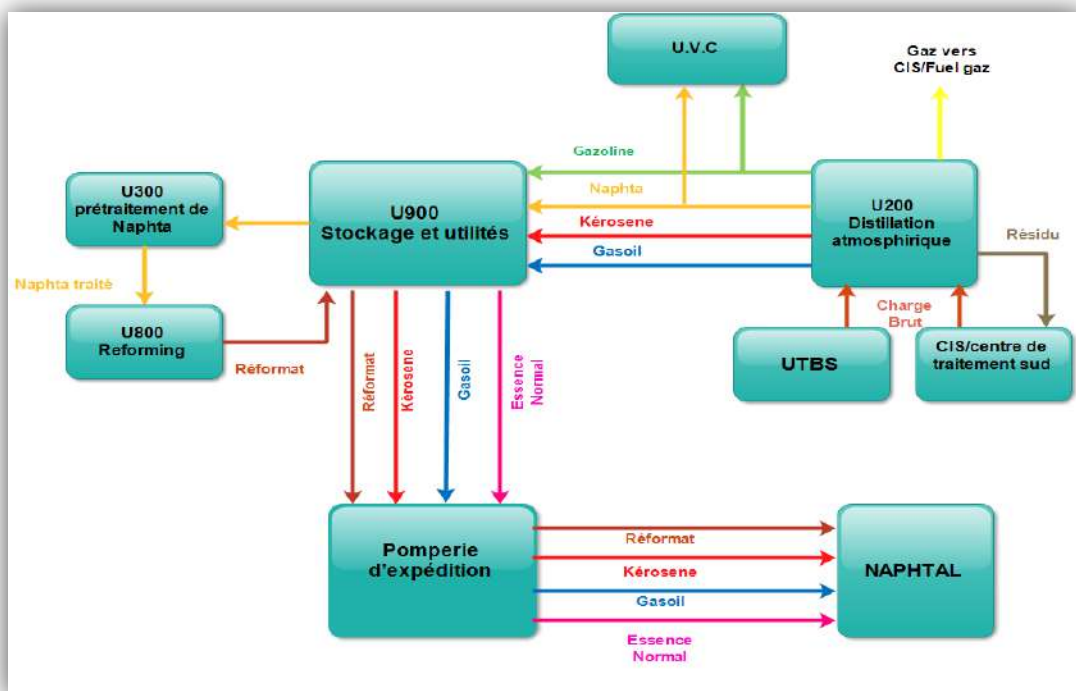 U.V.C
Gaz vers
CIS/Fuel gaz
Gazoline
U300
prétraitement de
Naphta
U900
Stockage et utilités
Naphta
Kérosene
Gasoil
U200
Distillation
atmosphirique
Résidu
Naphta traité
U800
Reforming
Réformat
Charge
Brut
UTBS
CIS/centre de
traitement sud
Réformat
Kérosene
Gasoil
Essence
Normal
Pomperie
d'expédition
Réformat
Kérosene
Gasoil
Essence
Normal
NAPHTAL